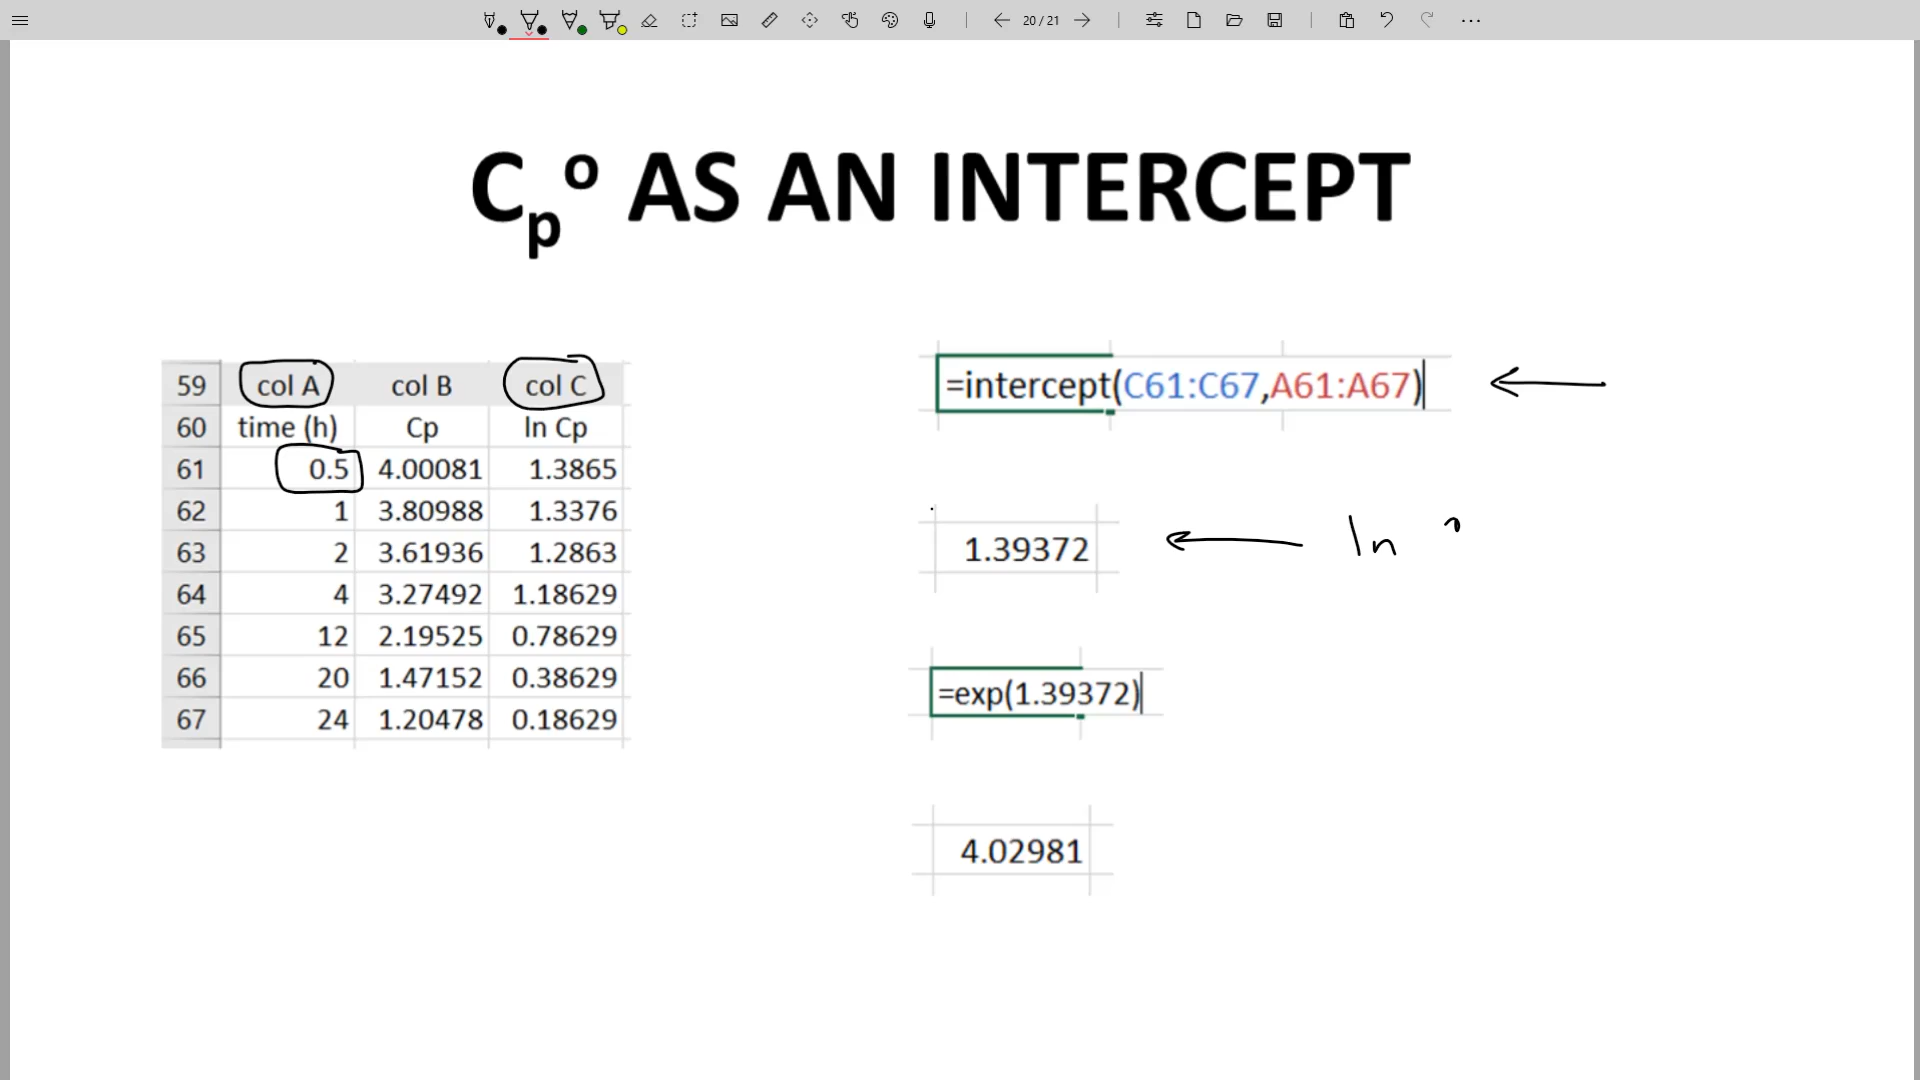 20 / 21
Cpo AS AN INTERCEPT
59 col A col B col C
60 time (h) Cp ln Cp
61 0.5 4.00081 1.3865
62 1 3.80988 1.3376
63 2 3.61936 1.2863
64 4 3.27492 1.18629
65 12 2.19525 0.78629
66 20 1.47152 0.38629
67 24 1.20478 0.18629
=intercept(C61:C67,A61:A67)
1.39372
ln
=exp(1.39372)
4.02981